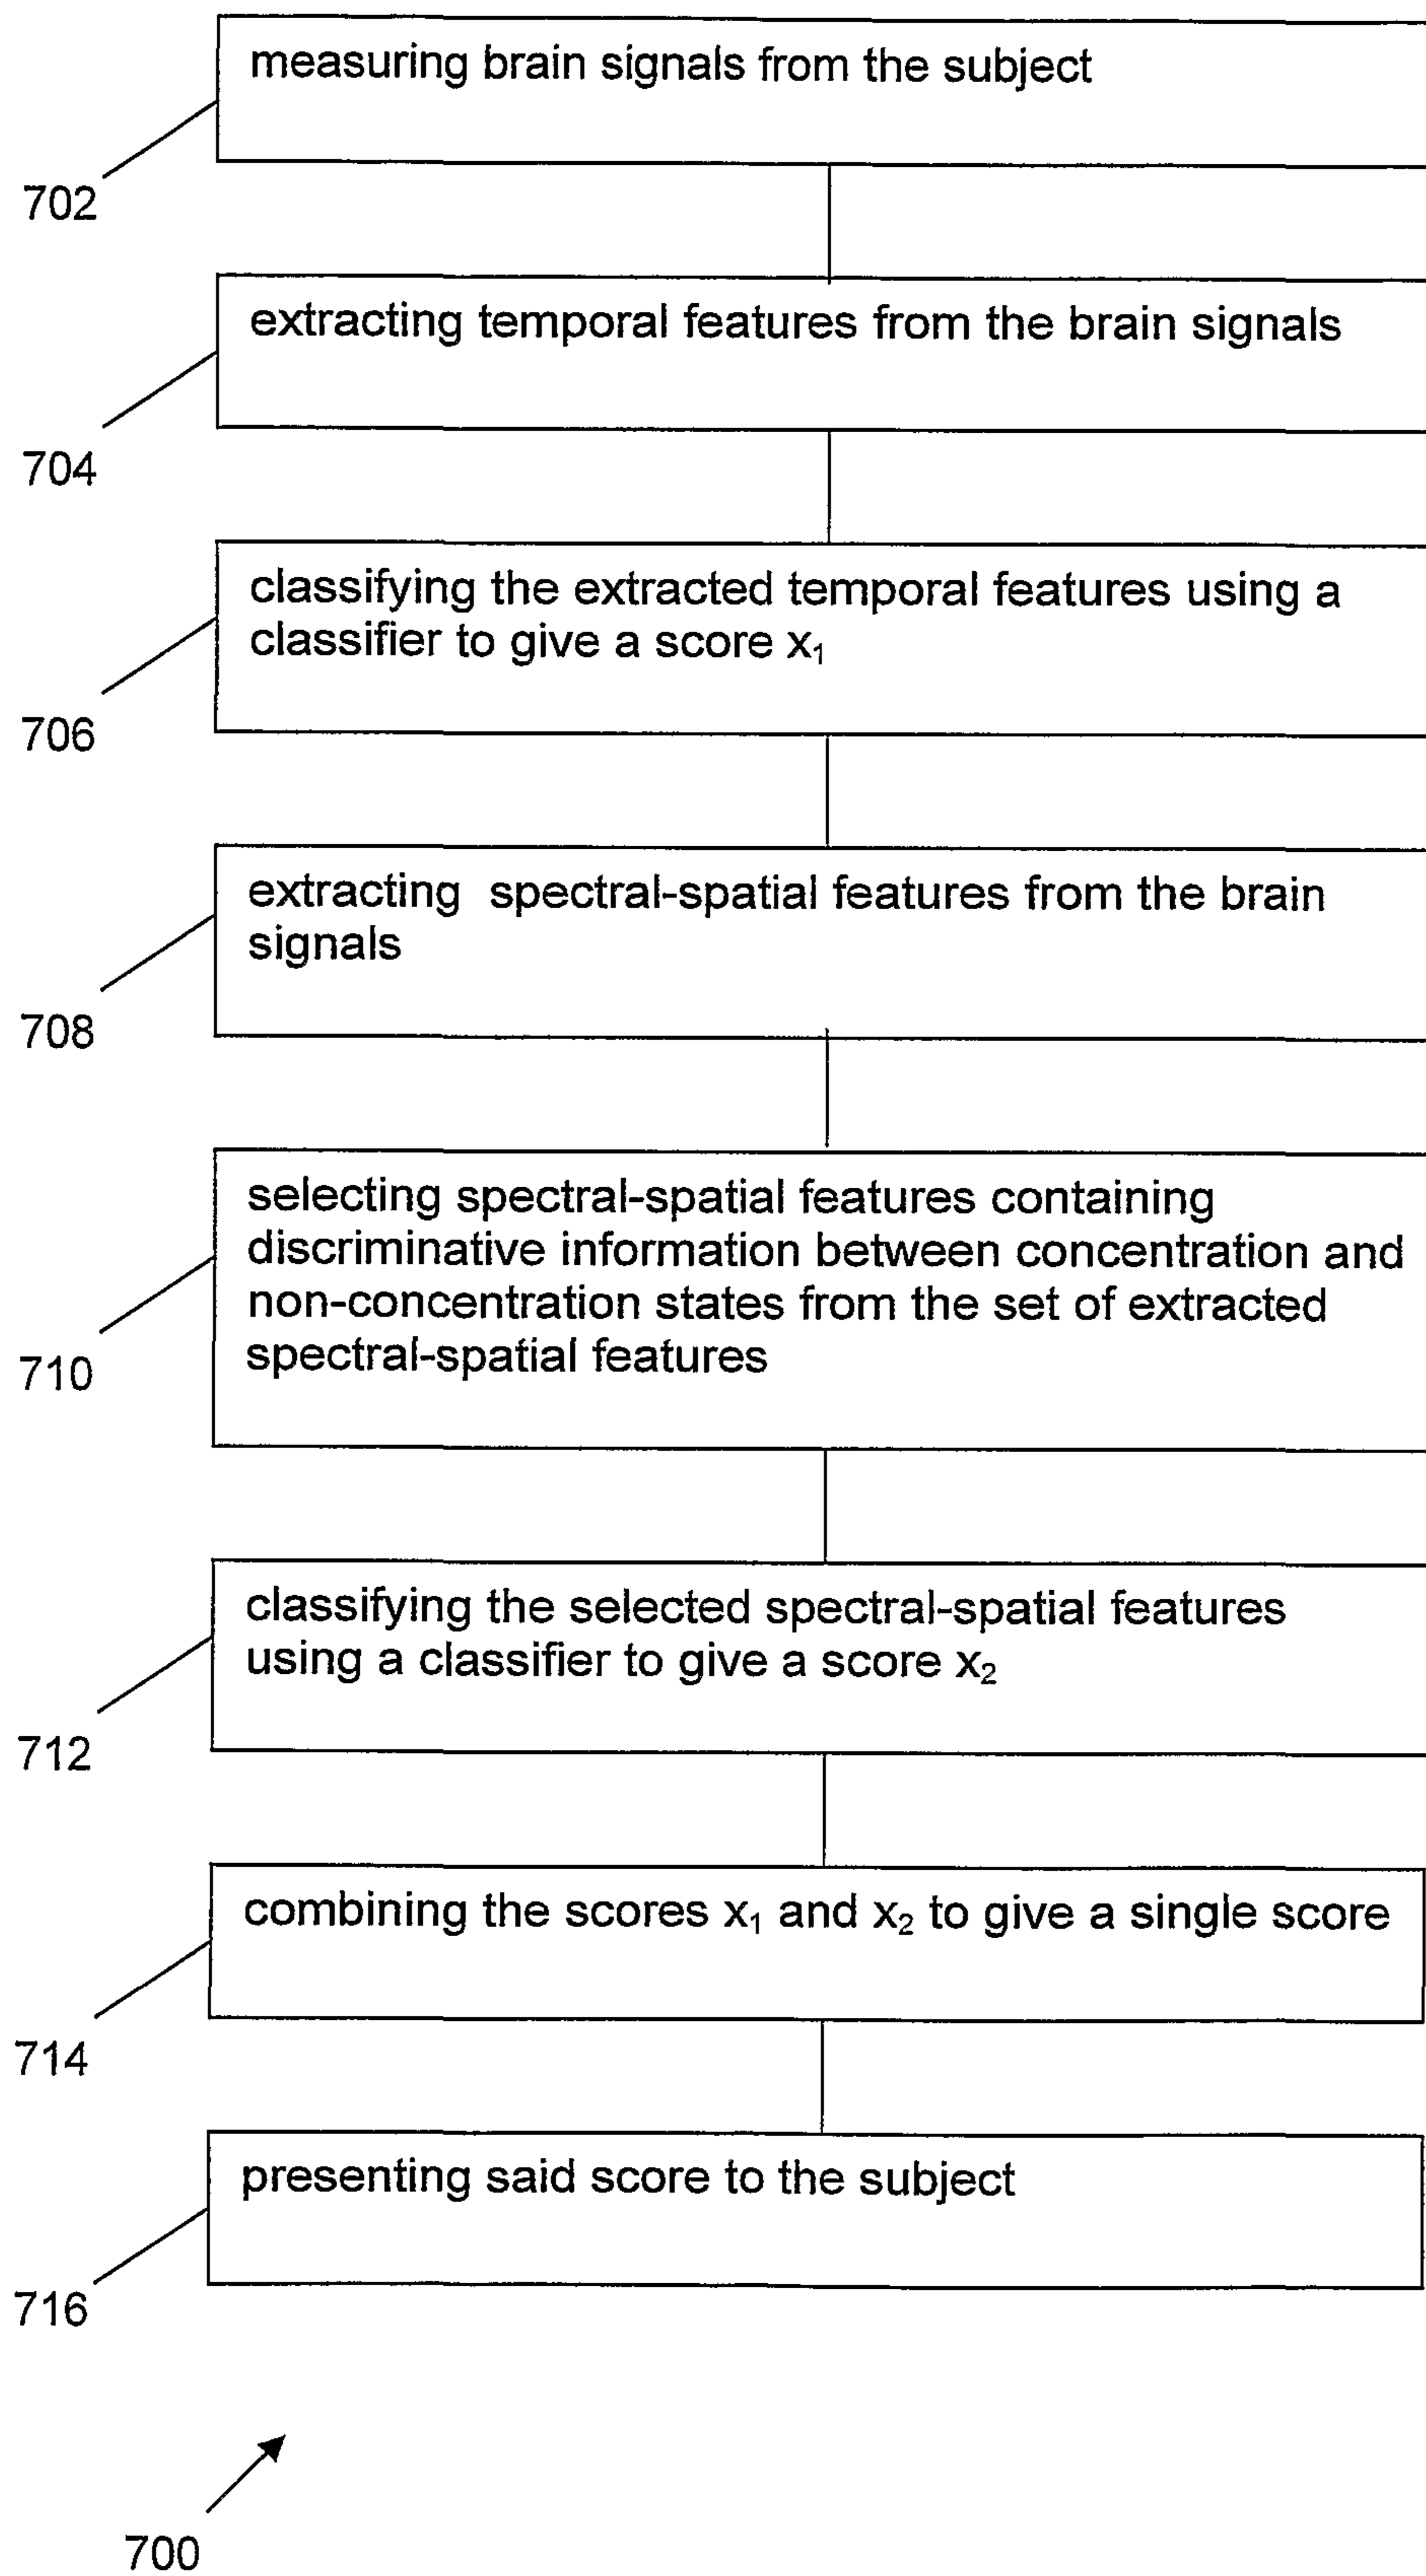 measuring brain signals from the subject
702
extracting temporal features from the brain signals
704
classifying the extracted temporal features using a
classifier to give a score x₁
706
extracting spectral-spatial features from the brain
signals
708
selecting spectral-spatial features containing
discriminative information between concentration and
non-concentration states from the set of extracted
spectral-spatial features
710
classifying the selected spectral-spatial features
using a classifier to give a score x₂
712
combining the scores x₁ and x₂ to give a single score
714
presenting said score to the subject
716
700